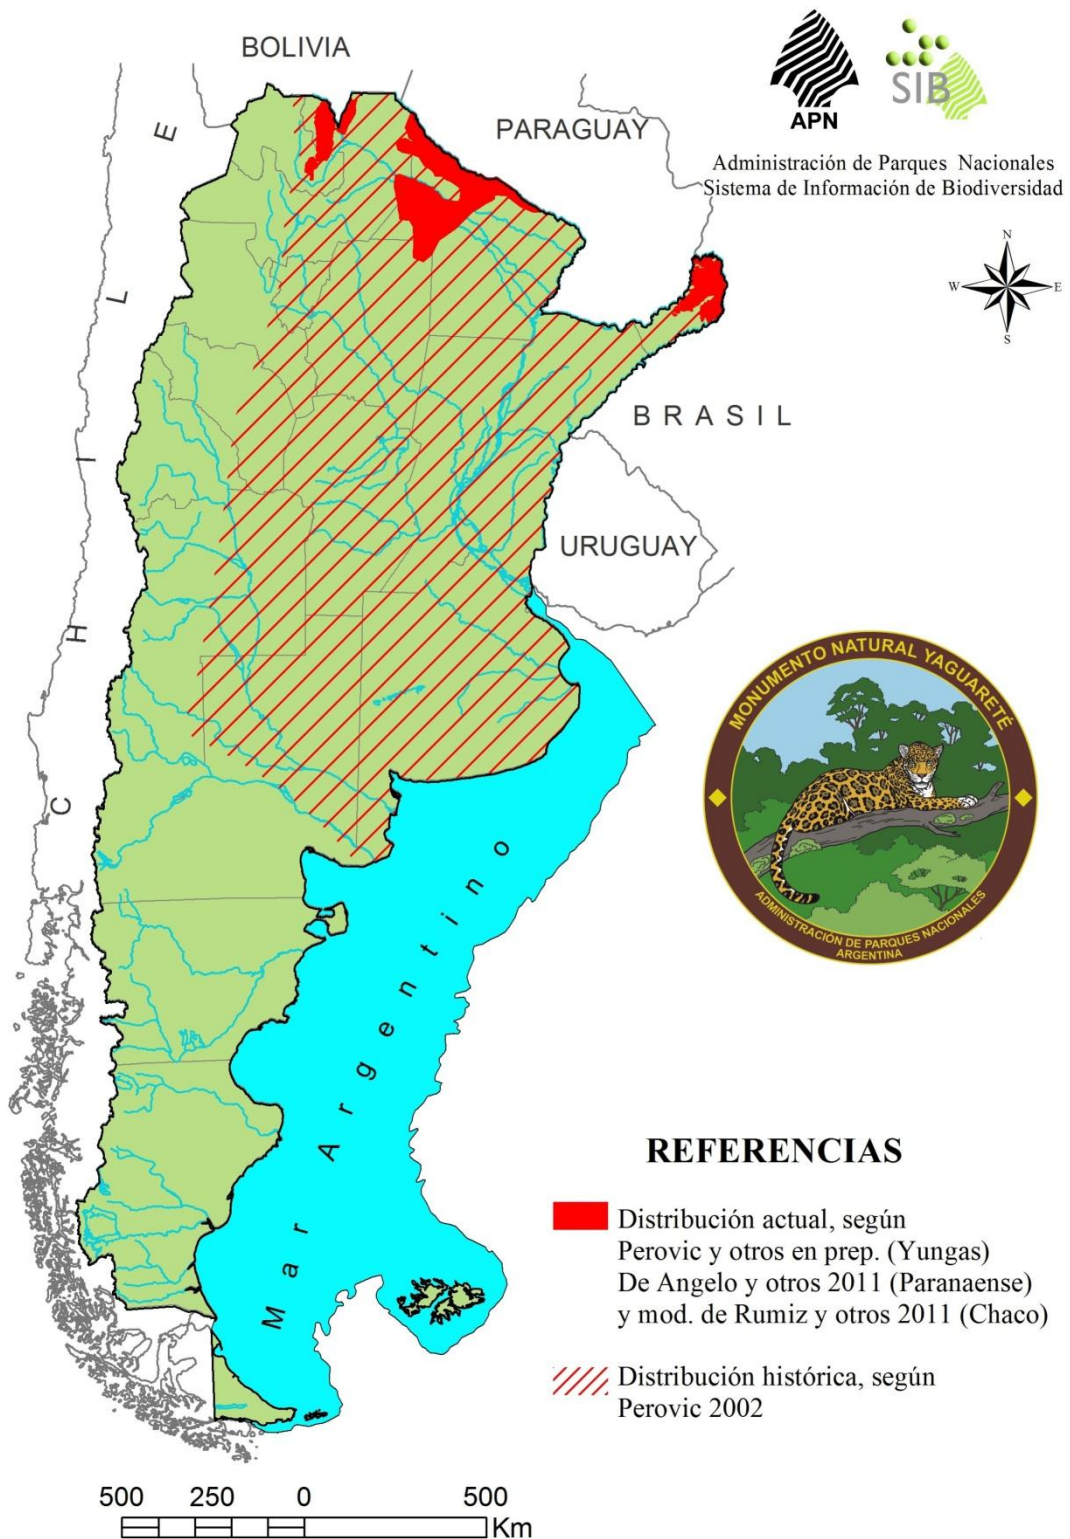 BOLIVIA
PARAGUAY
APN
SIB
Administración de Parques Nacionales
Sistema de Información de Biodiversidad
N
W
E
S
CHILE
BRASIL
URUGUAY
MONUMENTO NATURAL YAGUARETÉ
ADMINISTRACIÓN DE PARQUES NACIONALES
ARGENTINA
Mar Argentino
REFERENCIAS
Distribución actual, según
Perovic y otros en prep. (Yungas)
De Angelo y otros 2011 (Paranaense)
y mod. de Rumiz y otros 2011 (Chaco)
Distribución histórica, según
Perovic 2002
500 250 0 500
Km